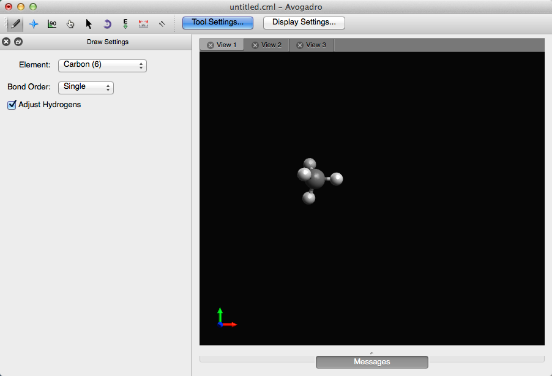 untitled.cml - Avogadro
Tool Settings... Display Settings...
Draw Settings
Element: Carbon (6)
Bond Order: Single
Adjust Hydrogens
View 1 View 2 View 3
Messages